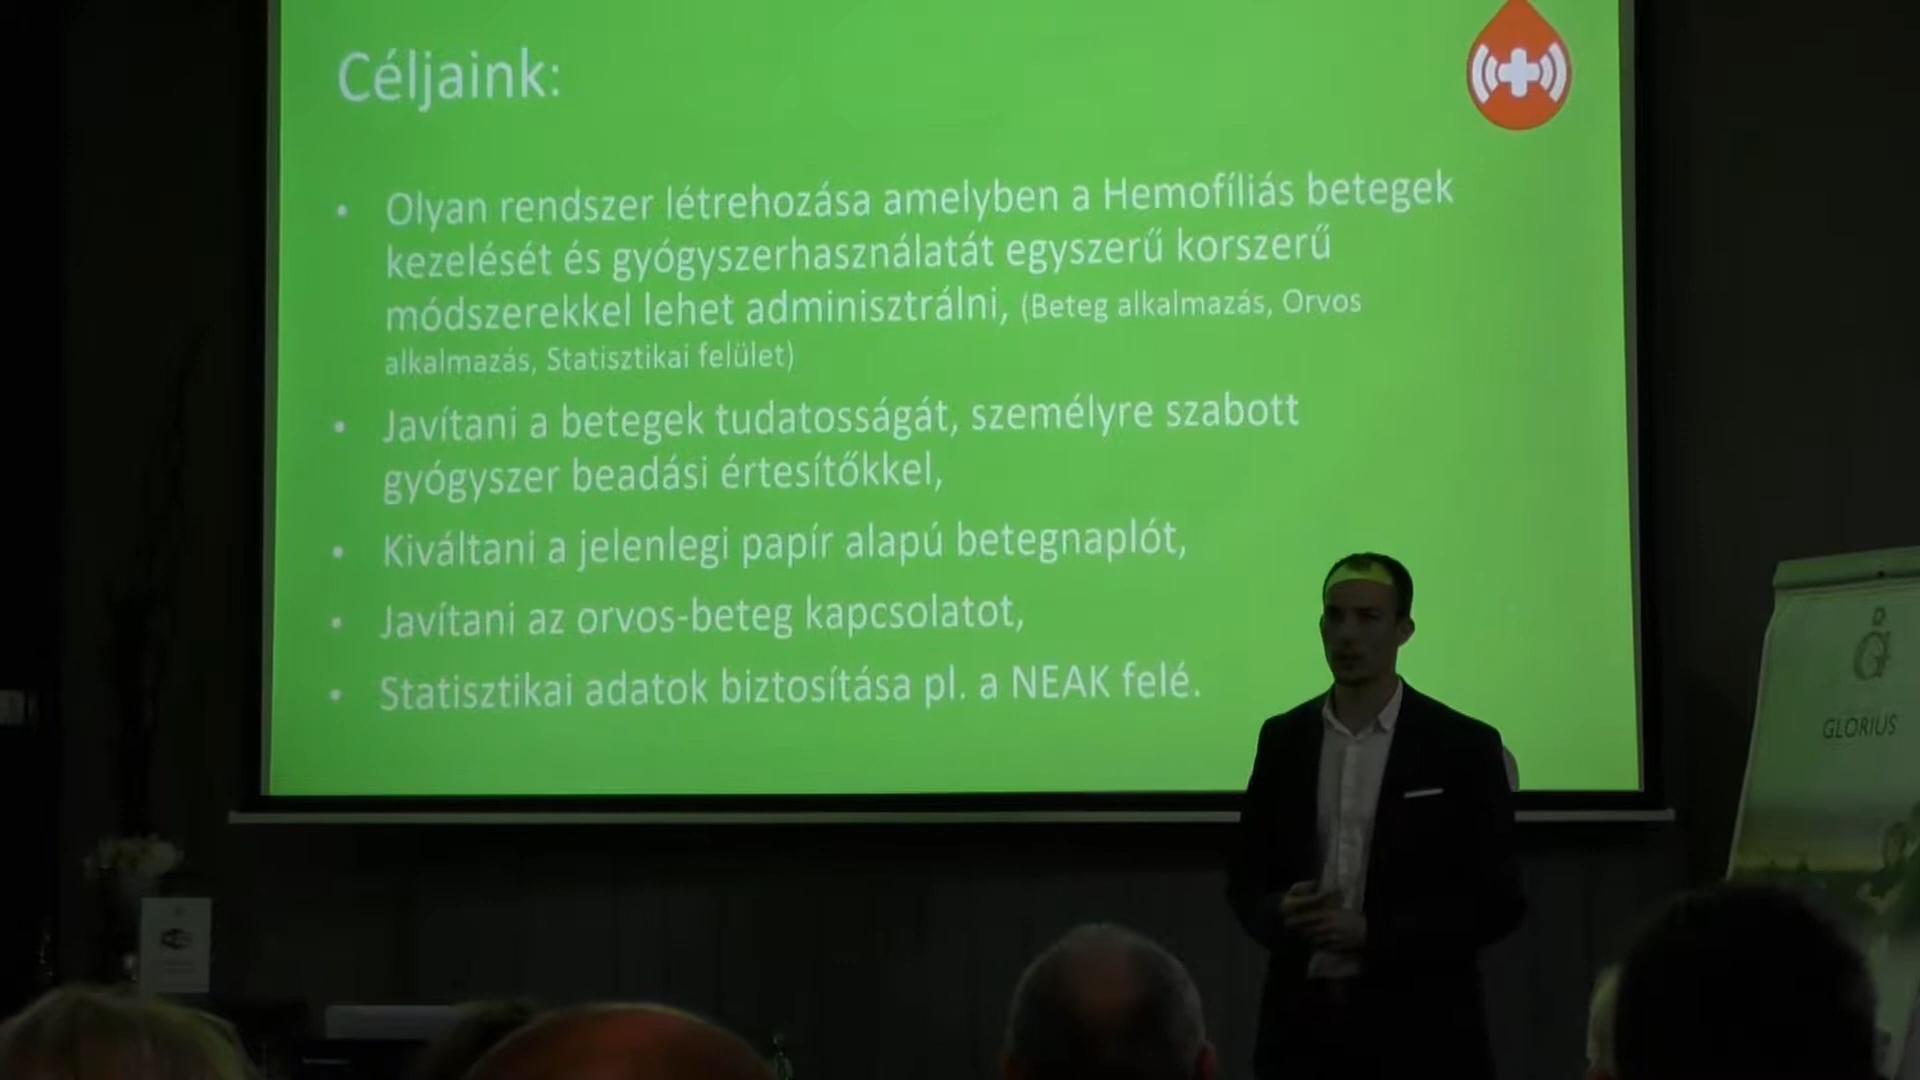 Céljaink:
• Olyan rendszer létrehozása amelyben a Hemofíliás betegek
kezelését és gyógyszerhasználatát egyszerű korszerű
módszerekkel lehet adminisztrálni, (Beteg alkalmazás, Orvos
alkalmazás, Statisztikai felület)
• Javítani a betegek tudatosságát, személyre szabott
gyógyszer beadási értesítőkkel,
• Kiváltani a jelenlegi papír alapú betegnaplót,
• Javítani az orvos-beteg kapcsolatot,
• Statisztikai adatok biztosítása pl. a NEAK felé.
GLORIUS